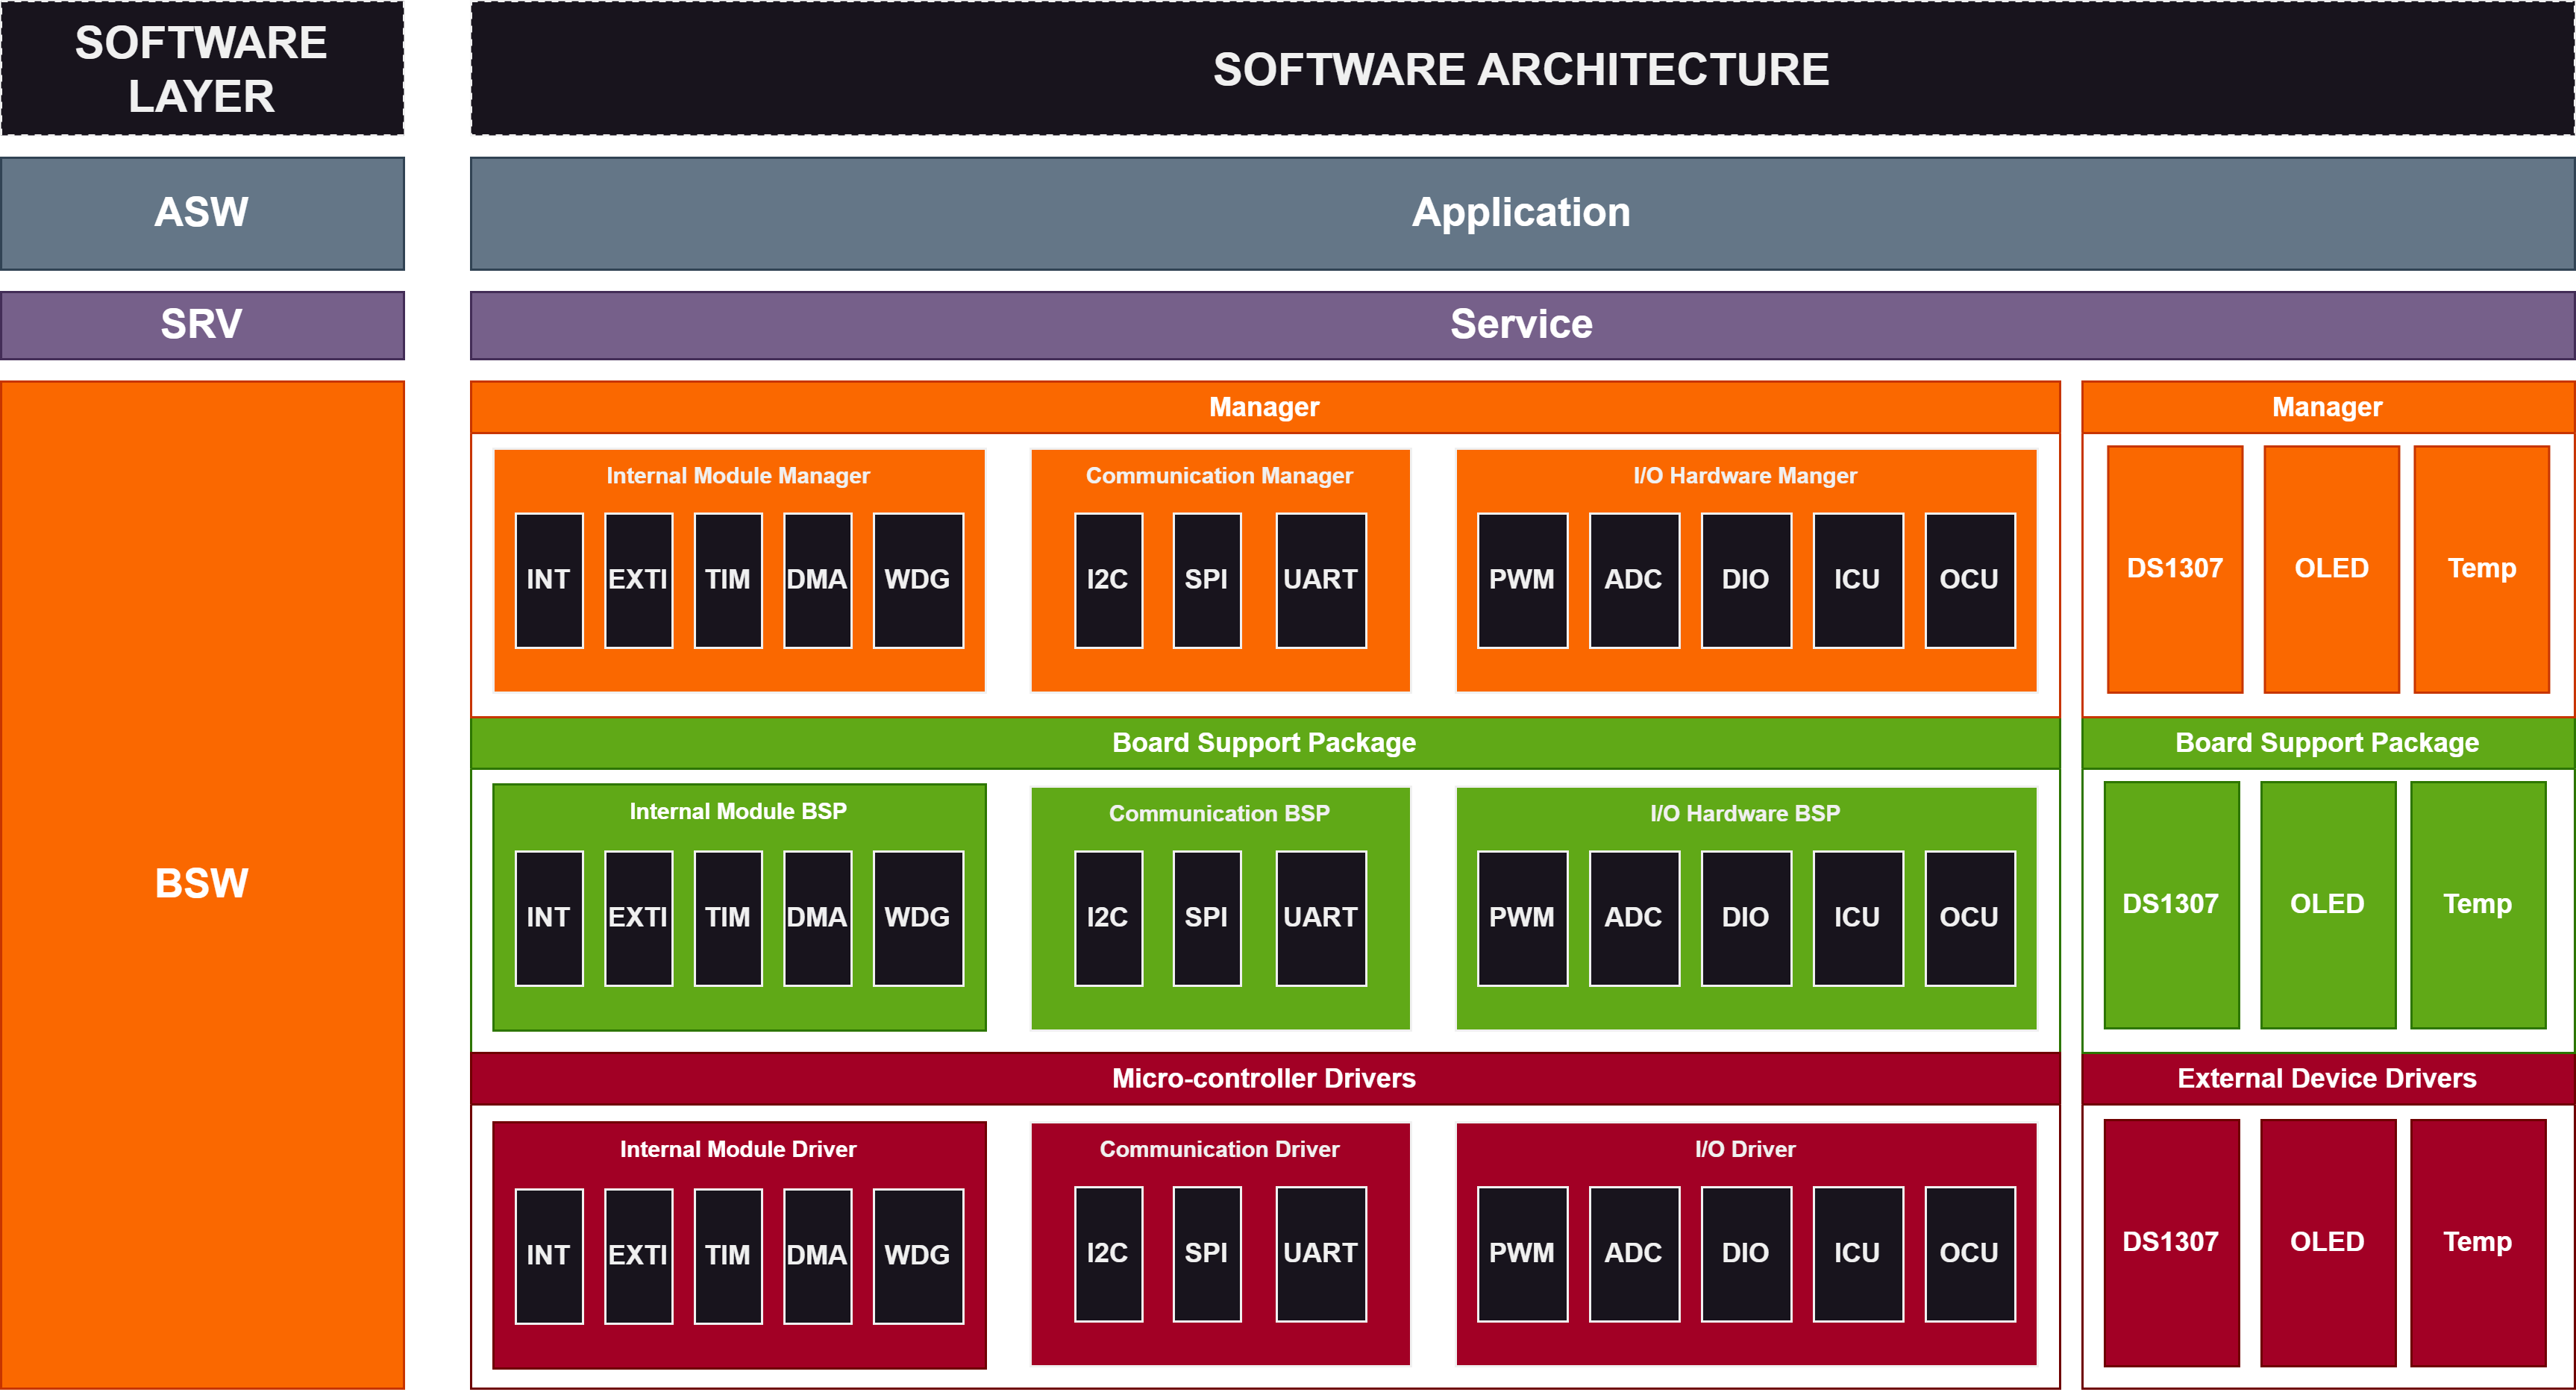 SOFTWARE
LAYER
SOFTWARE ARCHITECTURE
ASW
Application
SRV
Service
BSW
Manager
Internal Module Manager
INT
EXTI
TIM
DMA
WDG
Communication Manager
I2C
SPI
UART
I/O Hardware Manger
PWM
ADC
DIO
ICU
OCU
Manager
DS1307
OLED
Temp
Board Support Package
Internal Module BSP
INT
EXTI
TIM
DMA
WDG
Communication BSP
I2C
SPI
UART
I/O Hardware BSP
PWM
ADC
DIO
ICU
OCU
Board Support Package
DS1307
OLED
Temp
Micro-controller Drivers
Internal Module Driver
INT
EXTI
TIM
DMA
WDG
Communication Driver
I2C
SPI
UART
I/O Driver
PWM
ADC
DIO
ICU
OCU
External Device Drivers
DS1307
OLED
Temp